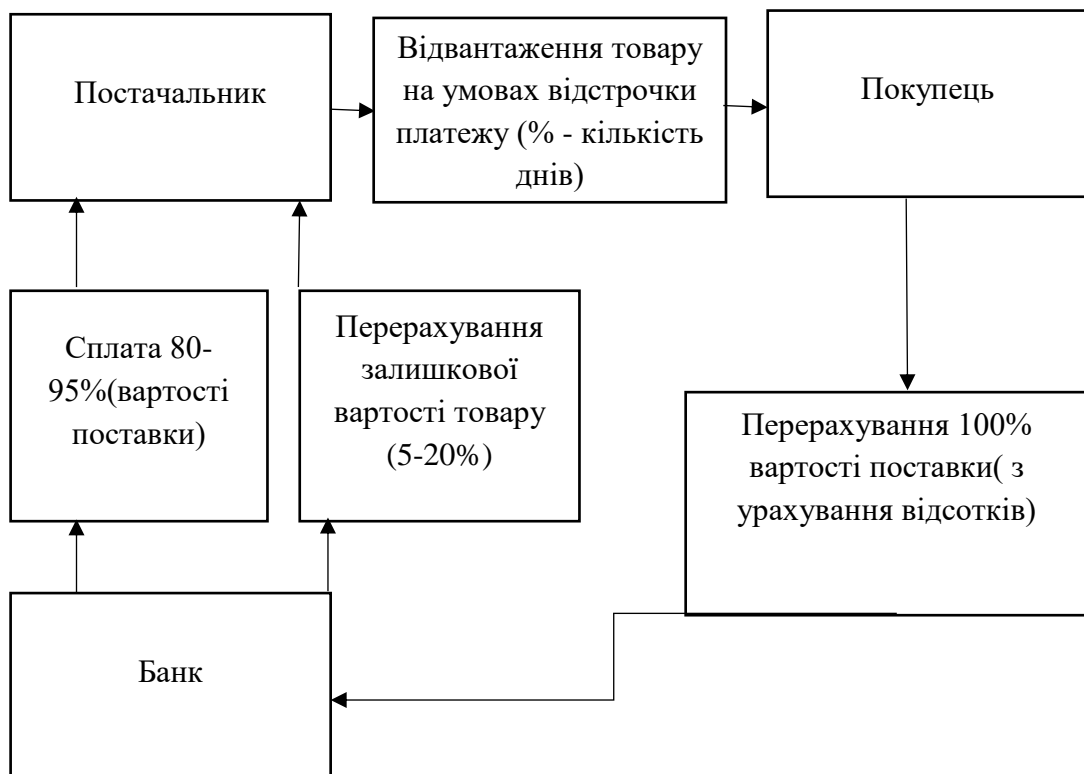 Постачальник
Відвантаження товару
на умовах відстрочки
платежу (% - кількість
днів)
Покупець
Сплата 80-
95%(вартості
поставки)
Перерахування
залишкової
вартості товару
(5-20%)
Перерахування 100%
вартості поставки( з
урахування відсотків)
Банк